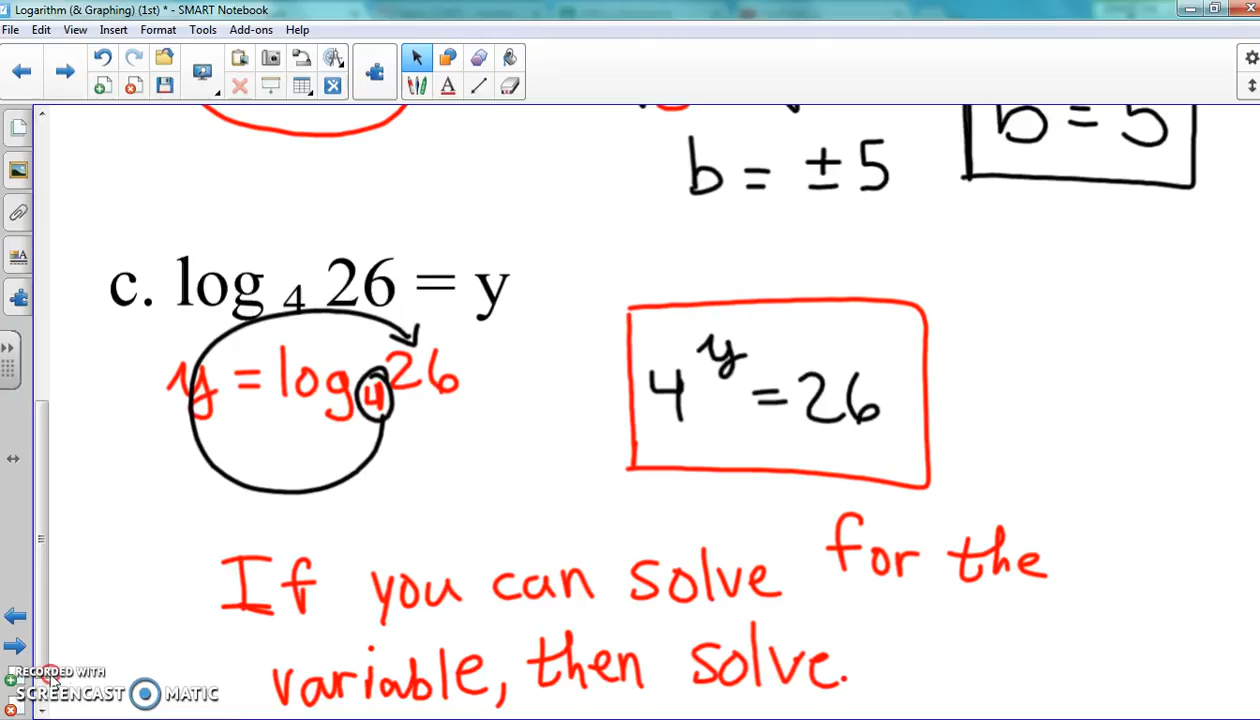 Logarithm (& Graphing) (1st) * - SMART Notebook
File Edit View Insert Format Tools Add-ons Help
b = 5
b = ±5
c. log 4 26 = y
y = log 4 26
4^y = 26
If you can solve for the
variable, then solve.
RECORDED WITH
SCREENCAST MATIC